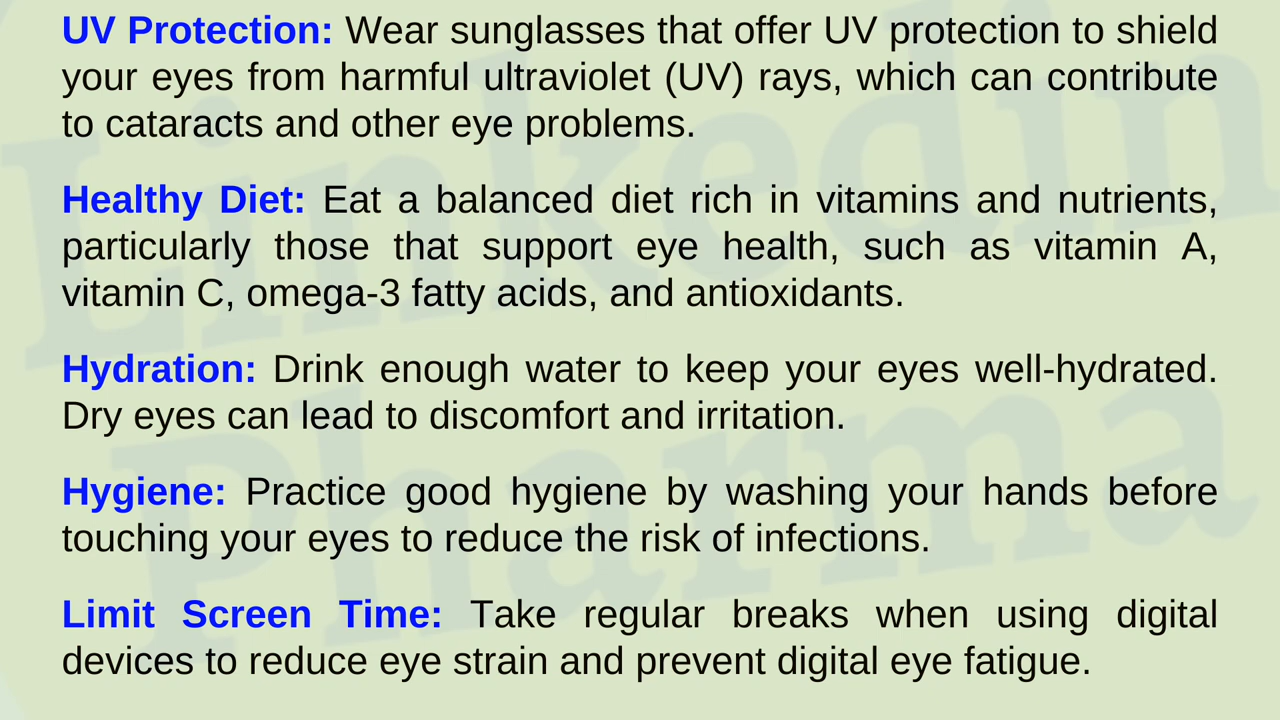 UV Protection: Wear sunglasses that offer UV protection to shield
your eyes from harmful ultraviolet (UV) rays, which can contribute
to cataracts and other eye problems.
Healthy Diet: Eat a balanced diet rich in vitamins and nutrients,
particularly those that support eye health, such as vitamin A,
vitamin C, omega-3 fatty acids, and antioxidants.
Hydration: Drink enough water to keep your eyes well-hydrated.
Dry eyes can lead to discomfort and irritation.
Hygiene: Practice good hygiene by washing your hands before
touching your eyes to reduce the risk of infections.
Limit Screen Time: Take regular breaks when using digital
devices to reduce eye strain and prevent digital eye fatigue.
Linkedin
Pharma